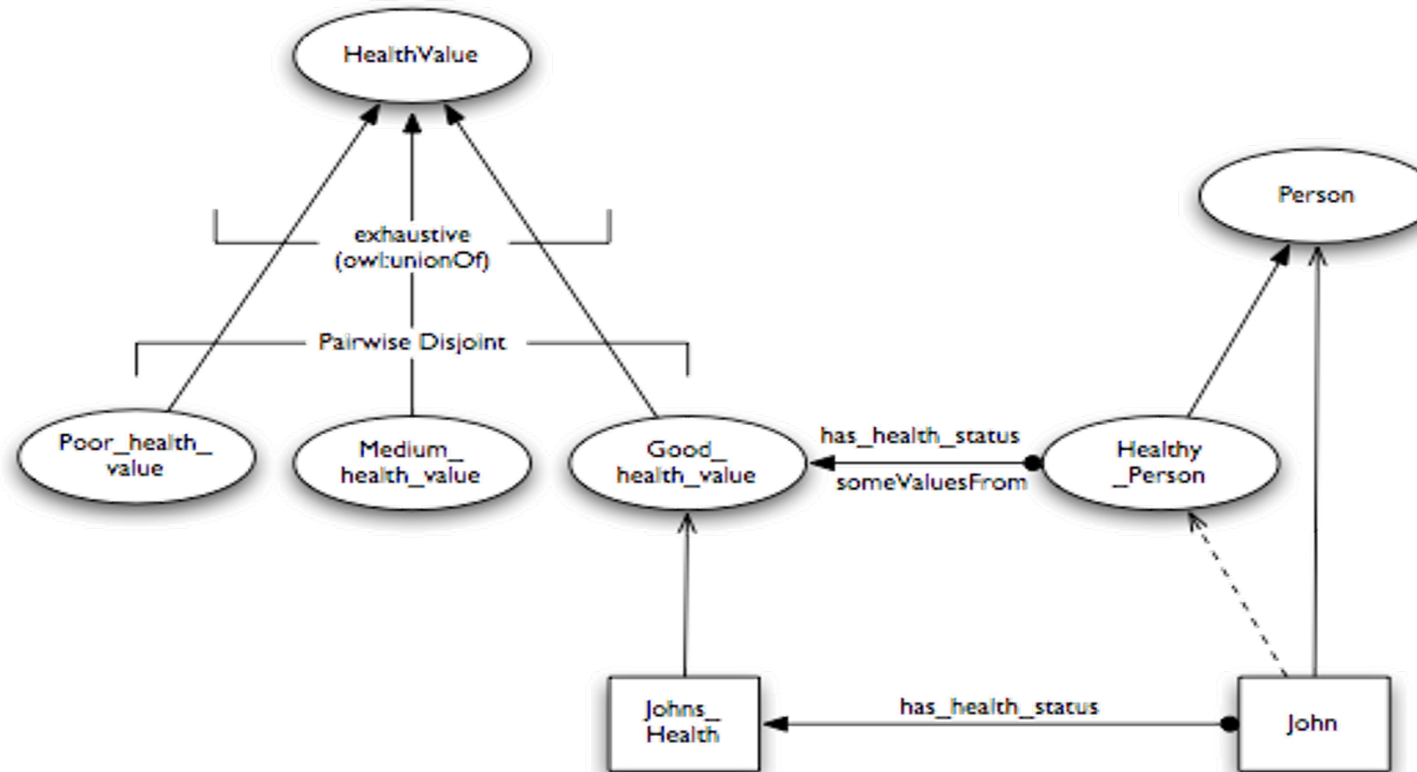 HealthValue
Person
exhaustive
(owl:unionOf)
Pairwise Disjoint
Poor_health_
value
Medium_
health_value
Good_
health_value
has_health_status
someValuesFrom
Healthy
_Person
Johns_
Health
has_health_status
John